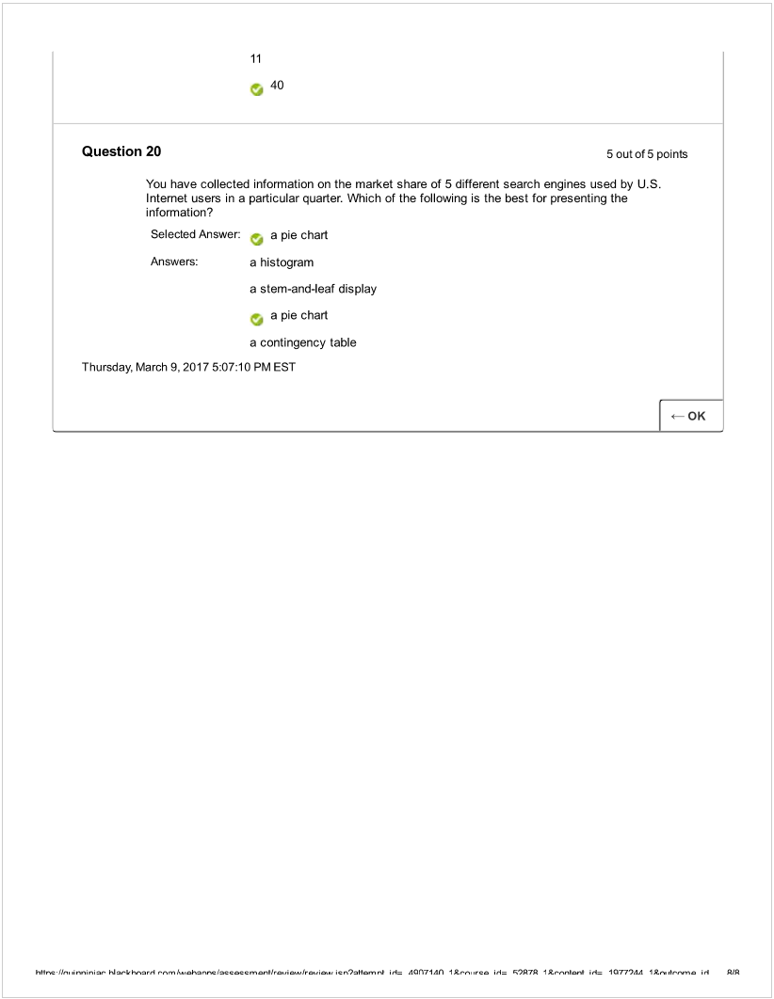 11
40
Question 20
5 out of 5 points
You have collected information on the market share of 5 different search engines used by U.S.
Internet users in a particular quarter. Which of the following is the best for presenting the
information?
Selected Answer: a pie chart
Answers: a histogram
a stem-and-leaf display
a pie chart
a contingency table
Thursday, March 9, 2017 5:07:10 PM EST
← OK
https://quinnipiac.blackboard.com/webapps/assessment/review/review.jsp?attempt_id=_4907140_1&course_id=_52878_1&content_id=_1977244_1&outcome_id… 8/8